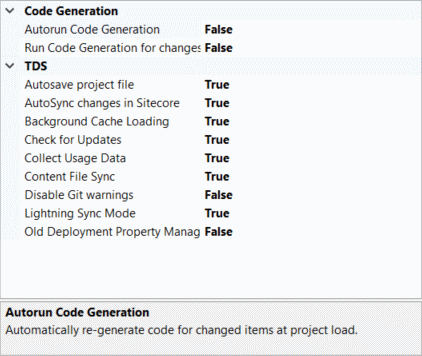 Code Generation
Autorun Code Generation False
Run Code Generation for changes False
TDS
Autosave project file True
AutoSync changes in Sitecore True
Background Cache Loading True
Check for Updates True
Collect Usage Data True
Content File Sync True
Disable Git warnings False
Lightning Sync Mode True
Old Deployment Property Manag False
Autorun Code Generation
Automatically re-generate code for changed items at project load.